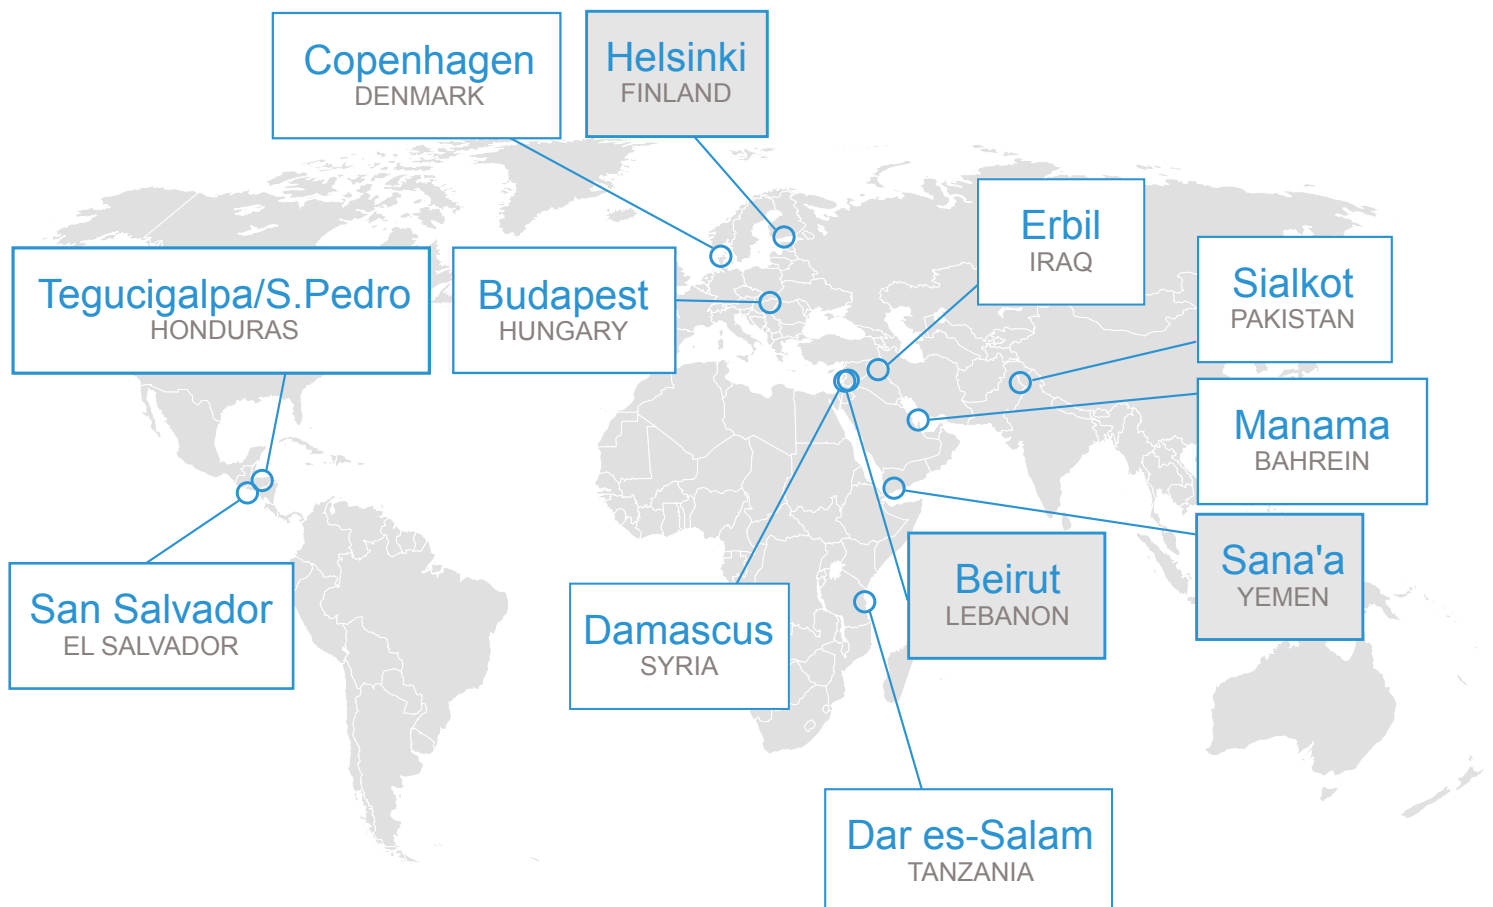 Copenhagen
DENMARK
Helsinki
FINLAND
Erbil
IRAQ
Sialkot
PAKISTAN
Tegucigalpa/S.Pedro
HONDURAS
Budapest
HUNGARY
Manama
BAHREIN
Sana'a
YEMEN
Beirut
LEBANON
San Salvador
EL SALVADOR
Damascus
SYRIA
Dar es-Salam
TANZANIA